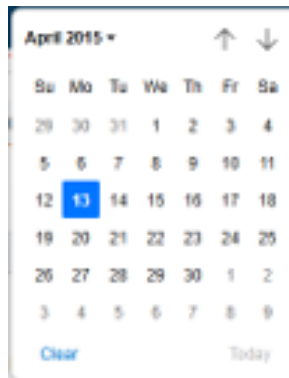 April 2015
Su Mo Tu We Th Fr Sa
29 30 31 1 2 3 4
5 6 7 8 9 10 11
12 13 14 15 16 17 18
19 20 21 22 23 24 25
26 27 28 29 30 1 2
3 4 5 6 7 8 9
Clear Today